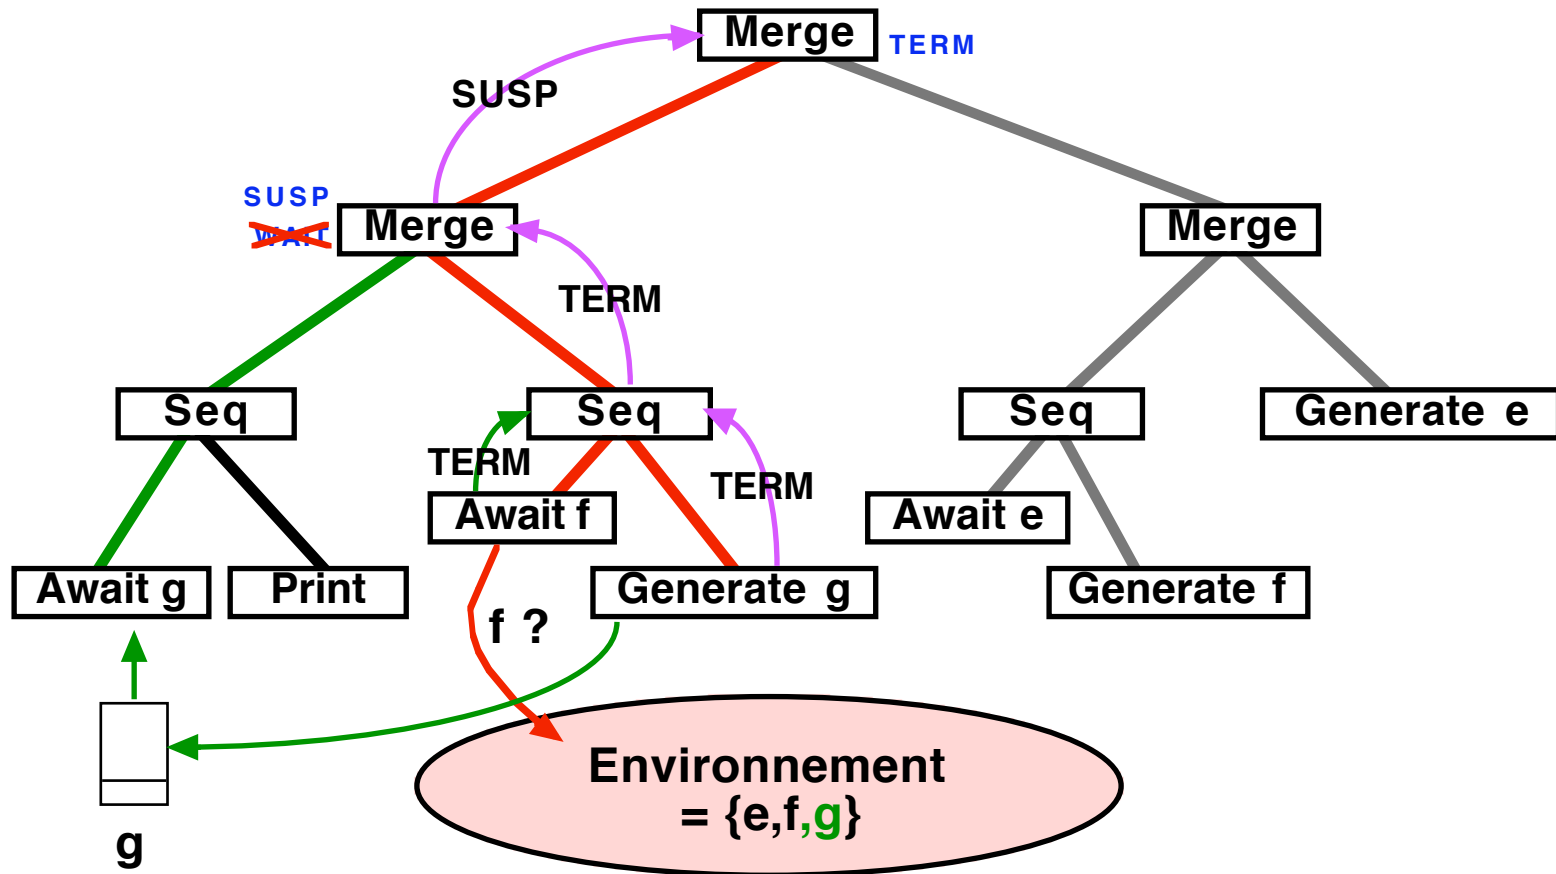 Merge
TERM
SUSP
SUSP
WAIT
Merge
Merge
TERM
Seq
Seq
Seq
Generate e
TERM
TERM
Await f
Await e
Await g
Print
Generate g
Generate f
f ?
Environnement
= {e,f,g}
g